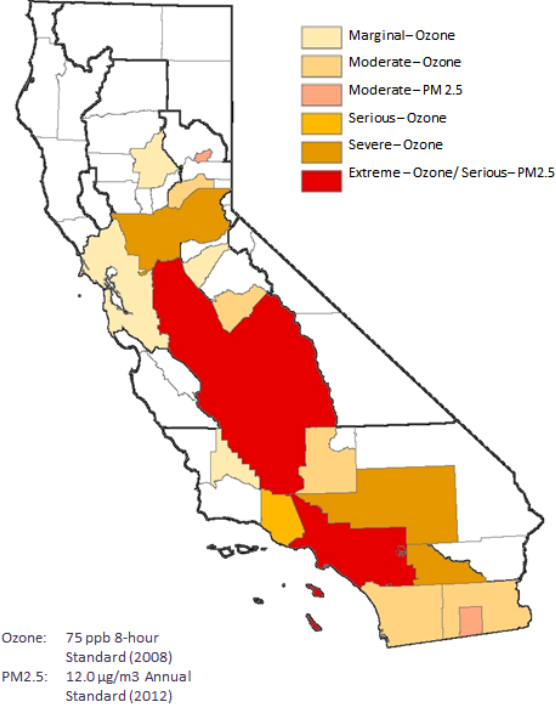 Marginal– Ozone
Moderate– Ozone
Moderate– PM 2.5
Serious– Ozone
Severe– Ozone
Extreme – Ozone/ Serious– PM2.5
Ozone: 75 ppb 8-hour
Standard (2008)
PM2.5: 12.0 µg/m3 Annual
Standard (2012)